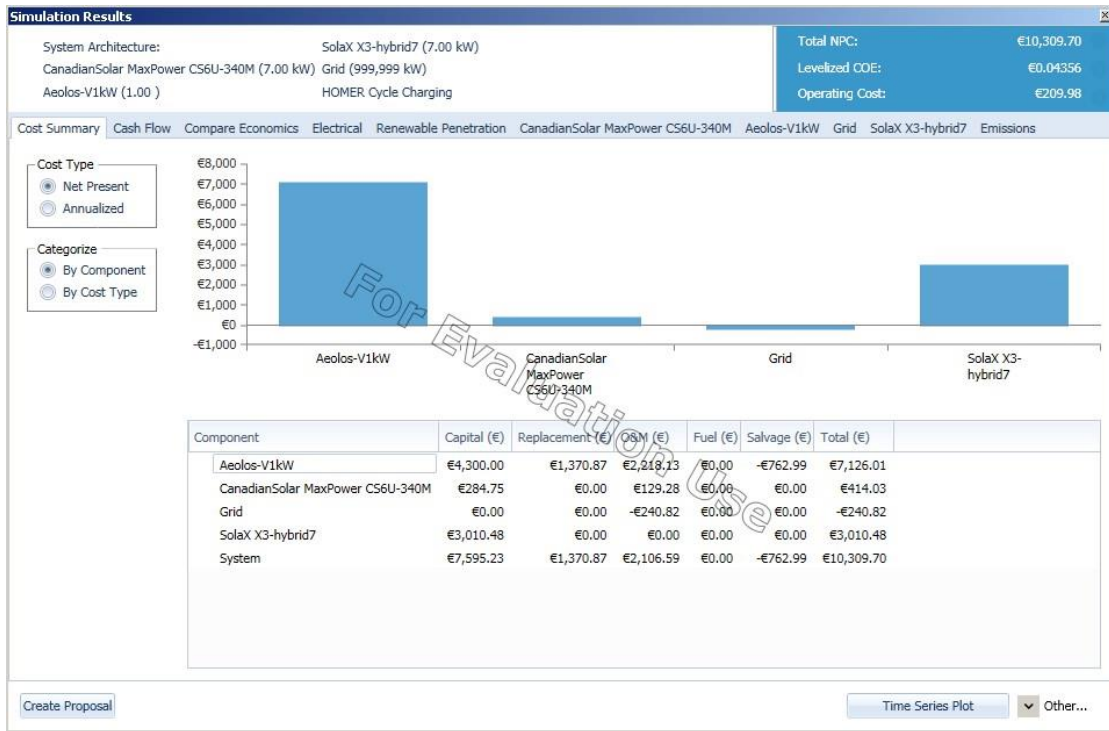 Simulation Results
System Architecture:
SolaX X3-hybrid7 (7.00 kW)
CanadianSolar MaxPower CS6U-340M (7.00 kW) Grid (999,999 kW)
Aeolos-V1kW (1.00 )
HOMER Cycle Charging
Total NPC: €10,309.70
Levelized COE: €0.04356
Operating Cost: €209.98
Cost Summary Cash Flow Compare Economics Electrical Renewable Penetration CanadianSolar MaxPower CS6U-340M Aeolos-V1kW Grid SolaX X3-hybrid7 Emissions
Cost Type
Net Present
Annualized
Categorize
By Component
By Cost Type
€8,000
€7,000
€6,000
€5,000
€4,000
€3,000
€2,000
€1,000
€0
-€1,000
Aeolos-V1kW
CanadianSolar
MaxPower
CS6U-340M
Grid
SolaX X3-
hybrid7
For Evaluation Use
Component Capital (€) Replacement (€) O&M (€) Fuel (€) Salvage (€) Total (€)
Aeolos-V1kW €4,300.00 €1,370.87 €2,218.13 €0.00 -€762.99 €7,126.01
CanadianSolar MaxPower CS6U-340M €284.75 €0.00 €129.28 €0.00 €0.00 €414.03
Grid €0.00 €0.00 -€240.82 €0.00 €0.00 -€240.82
SolaX X3-hybrid7 €3,010.48 €0.00 €0.00 €0.00 €0.00 €3,010.48
System €7,595.23 €1,370.87 €2,106.59 €0.00 -€762.99 €10,309.70
Create Proposal
Time Series Plot
Other...